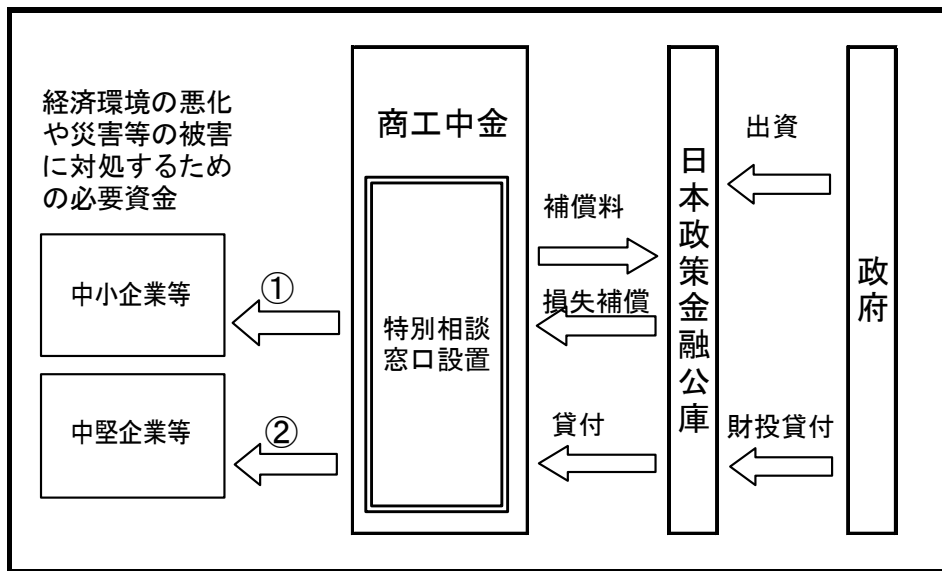 経済環境の悪化
や災害等の被害
に対処するため
の必要資金
中小企業等
①
中堅企業等
②
商工中金
特別相談
窓口設置
補償料
損失補償
貸付
日本政策金融公庫
出資
財投貸付
政府